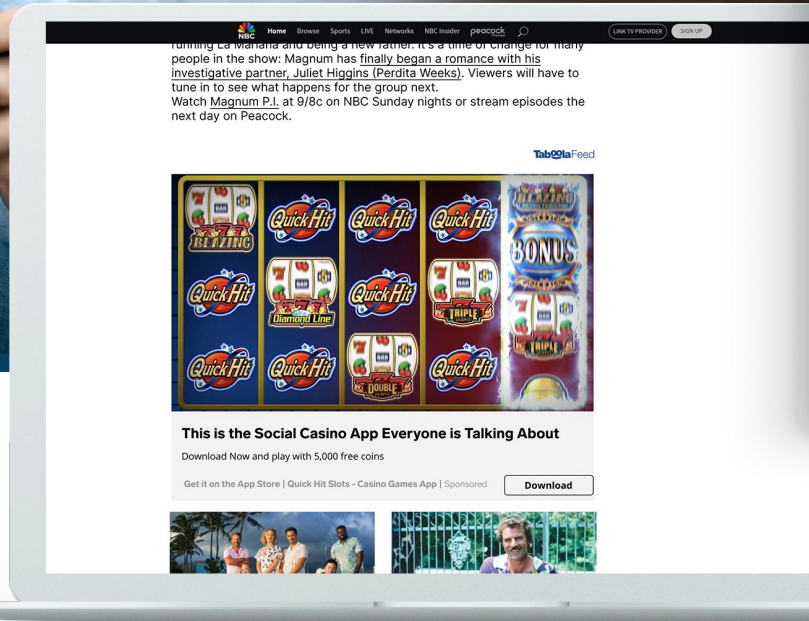 NBC
Home Browse Sports LIVE Networks NBC Insider peacock
LINK TV PROVIDER
SIGN UP
running La Mariana and being a new father. It's a time of change for many
people in the show: Magnum has finally began a romance with his
investigative partner, Juliet Higgins (Perdita Weeks). Viewers will have to
tune in to see what happens for the group next.
Watch Magnum P.I. at 9/8c on NBC Sunday nights or stream episodes the
next day on Peacock.
Taboola Feed
777 BLAZING
Quick Hit
Quick Hit
Quick Hit
BLAZING
BONUS
Quick Hit
Diamond Line
Quick Hit
TRIPLE
TRIPLE
Quick Hit
Quick Hit
DOUBLE
Quick Hit
This is the Social Casino App Everyone is Talking About
Download Now and play with 5,000 free coins
Get it on the App Store | Quick Hit Slots - Casino Games App | Sponsored
Download